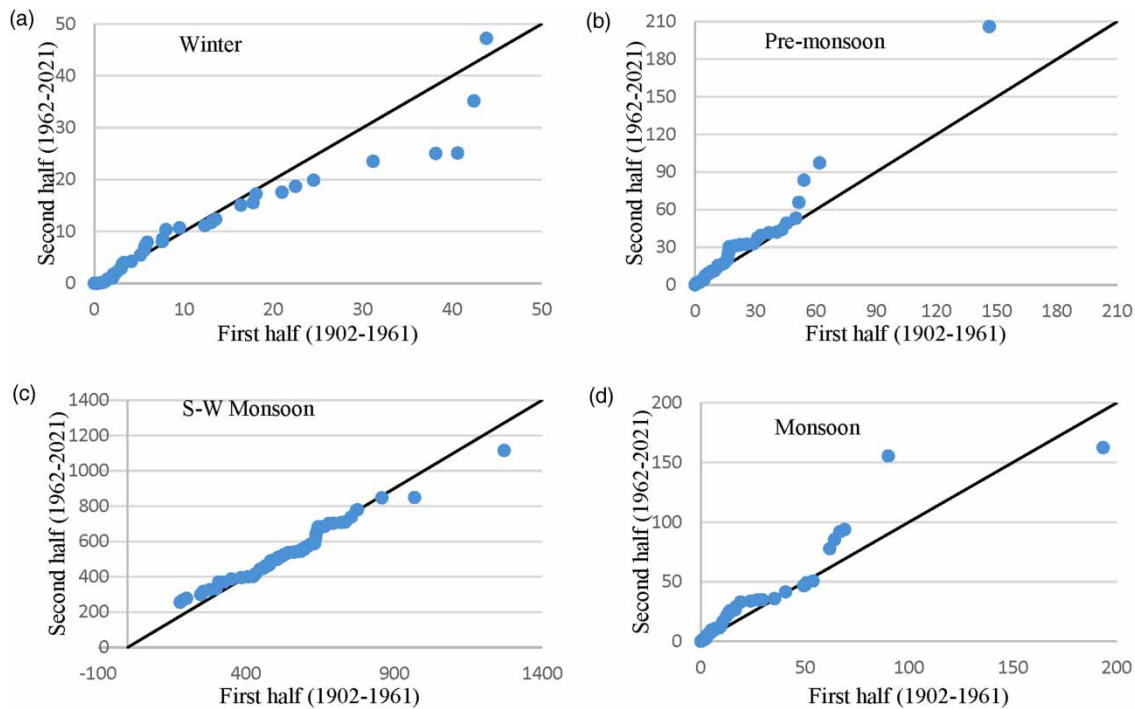 (a)
Winter
Second half (1962-2021)
50
40
30
20
10
0
0 10 20 30 40 50
First half (1902-1961)
(b)
Pre-monsoon
Second half (1962-2021)
210
180
150
120
90
60
30
0
0 30 60 90 120 150 180 210
First half (1902-1961)
(c)
S-W Monsoon
Second half (1962-2021)
1400
1200
1000
800
600
400
200
0
-100 400 900 1400
First half (1902-1961)
(d)
Monsoon
Second half (1962-2021)
200
150
100
50
0
0 50 100 150 200
First half (1902-1961)